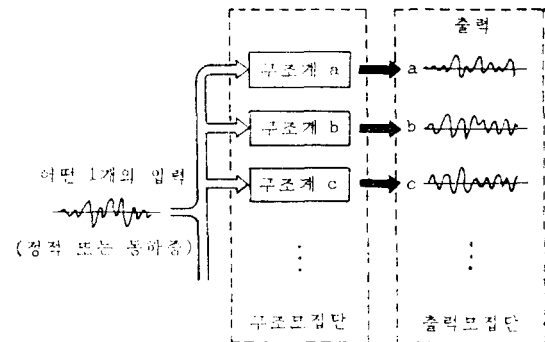 출력
구조계 a
a
구조계 b
b
어떤 1개의 입력
구조계 c
c
(정적 또는 동하중)
구조모집단
출력모집단